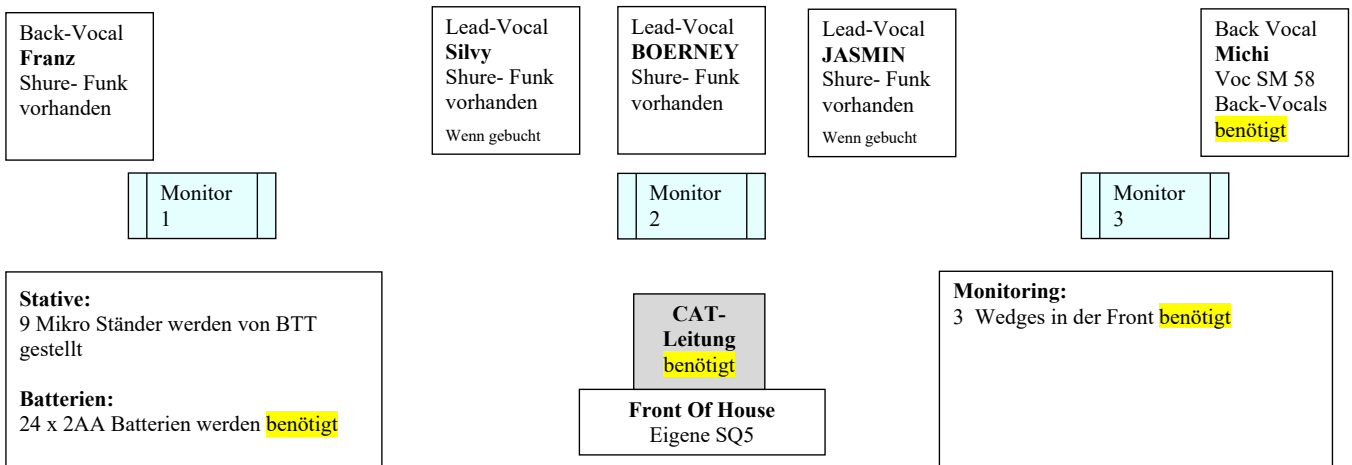 Back-Vocal
Franz
Shure- Funk
vorhanden
Lead-Vocal
Silvy
Shure- Funk
vorhanden
Wenn gebucht
Lead-Vocal
BOERNEY
Shure- Funk
vorhanden
Lead-Vocal
JASMIN
Shure- Funk
vorhanden
Wenn gebucht
Back Vocal
Michi
Voc SM 58
Back-Vocals
benötigt
Monitor
1
Monitor
2
Monitor
3
Stative:
9 Mikro Ständer werden von BTT
gestellt
Batterien:
24 x 2AA Batterien werden benötigt
CAT-
Leitung
benötigt
Front Of House
Eigene SQ5
Monitoring:
3  Wedges in der Front benötigt